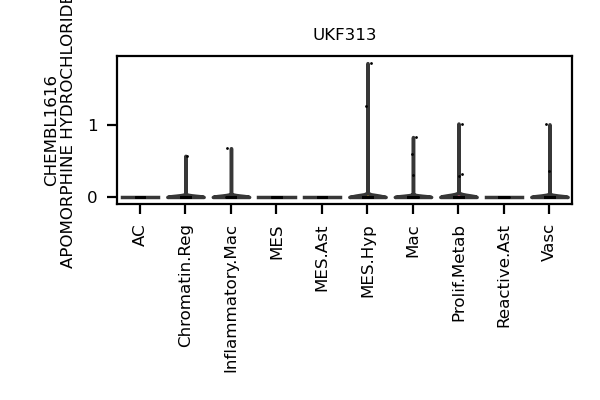 UKF313
CHEMBL1616
APOMORPHINE HYDROCHLORIDE
1
0
AC
Chromatin.Reg
Inflammatory.Mac
MES
MES.Ast
MES.Hyp
Mac
Prolif.Metab
Reactive.Ast
Vasc